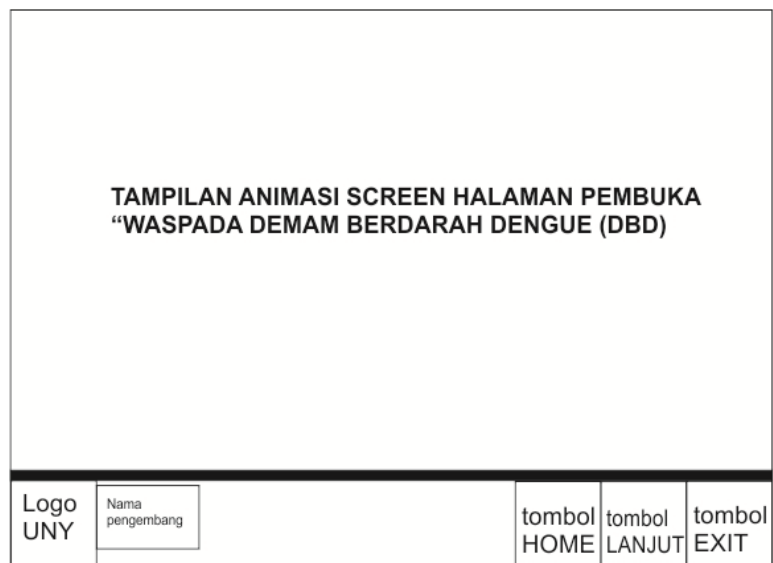 TAMPILAN ANIMASI SCREEN HALAMAN PEMBUKA
“WASPADA DEMAM BERDARAH DENGUE (DBD)
Logo
UNY
Nama
pengembang
tombol
HOME
tombol
LANJUT
tombol
EXIT